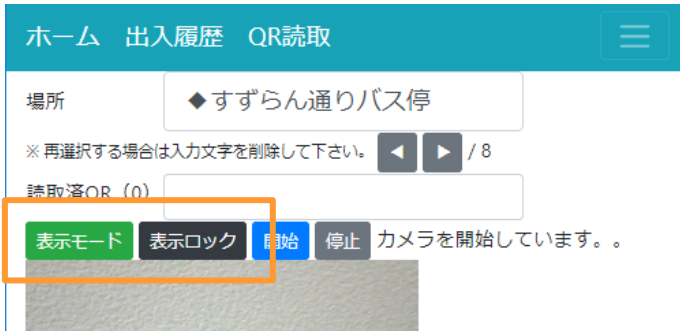 ホーム 出入履歴 QR読取
場所 ◆すずらん通りバス停
※ 再選択する場合は入力文字を削除して下さい。 ◀ ▶ / 8
読取済QR（0）
表示モード 表示ロック 開始 停止 カメラを開始しています。。